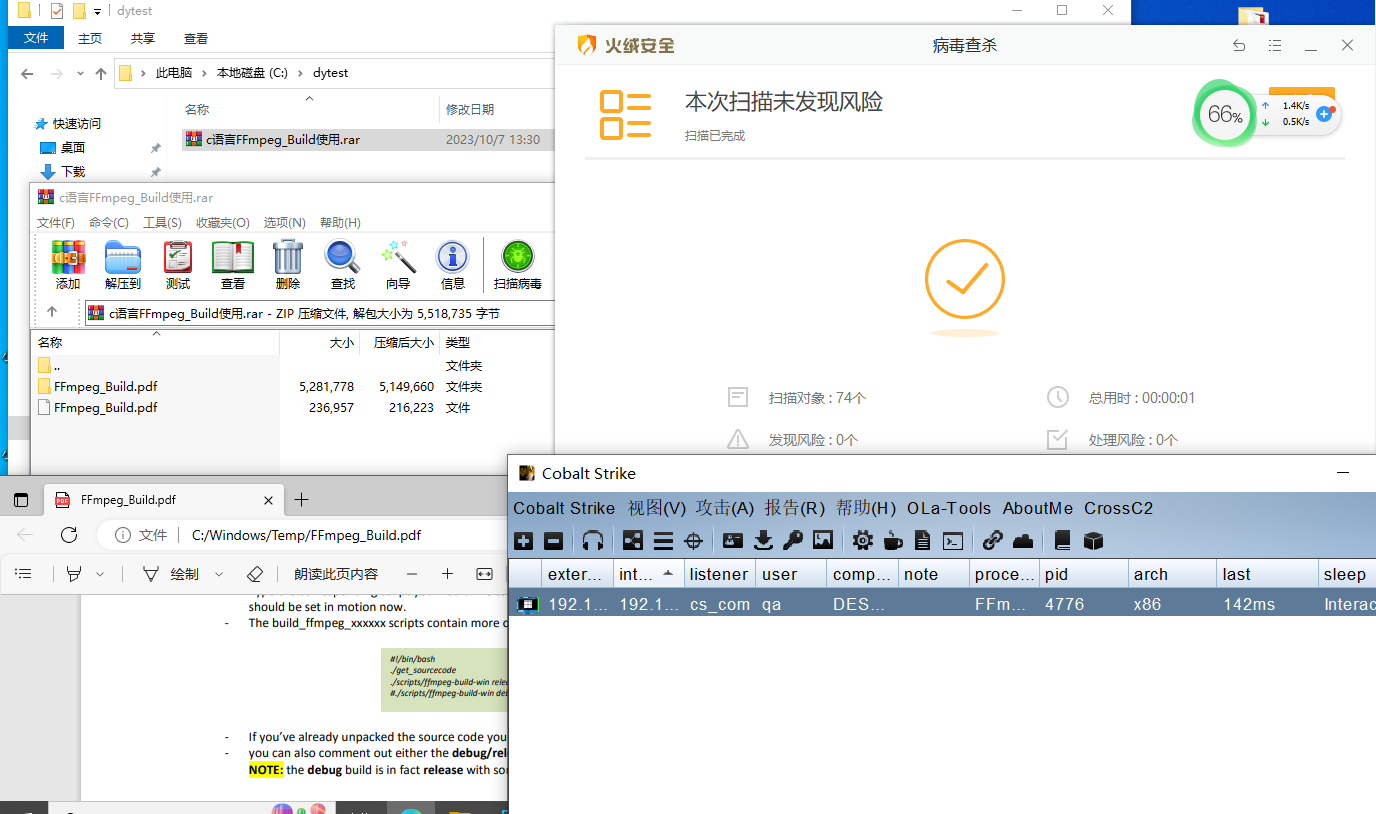 dytest
文件 主页 共享 查看
此电脑 › 本地磁盘 (C:) › dytest
名称 修改日期
快速访问
c语言FFmpeg_Build使用.rar 2023/10/7 13:30
桌面
下载
c语言FFmpeg_Build使用.rar
文件(F) 命令(C) 工具(S) 收藏夹(O) 选项(N) 帮助(H)
添加 解压到 测试 查看 删除 查找 向导 信息 扫描病毒
c语言FFmpeg_Build使用.rar - ZIP 压缩文件, 解包大小为 5,518,735 字节
名称 大小 压缩后大小 类型
.. 文件夹
FFmpeg_Build.pdf 5,281,778 5,149,660 文件夹
FFmpeg_Build.pdf 236,957 216,223 文件
火绒安全 病毒查杀
本次扫描未发现风险
扫描已完成
66%
1.4K/s
0.5K/s
扫描对象 : 74个 总用时 : 00:00:01
发现风险 : 0个 处理风险 : 0个
FFmpeg_Build.pdf
文件 C:/Windows/Temp/FFmpeg_Build.pdf
绘制 朗读此页内容
should be set in motion now.
- The build_ffmpeg_xxxxxx scripts contain more
#!/bin/bash
./get_sourcecode
./scripts/ffmpeg-build-win rele
#./scripts/ffmpeg-build-win deb
- If you've already unpacked the source code you
- you can also comment out either the debug/rel
NOTE: the debug build is in fact release with
Cobalt Strike
Cobalt Strike 视图(V) 攻击(A) 报告(R) 帮助(H) OLa-Tools AboutMe CrossC2
exter... int... listener user comp... note proce... pid arch last sleep
192.1... 192.1... cs_com qa DES... FFm... 4776 x86 142ms Interac